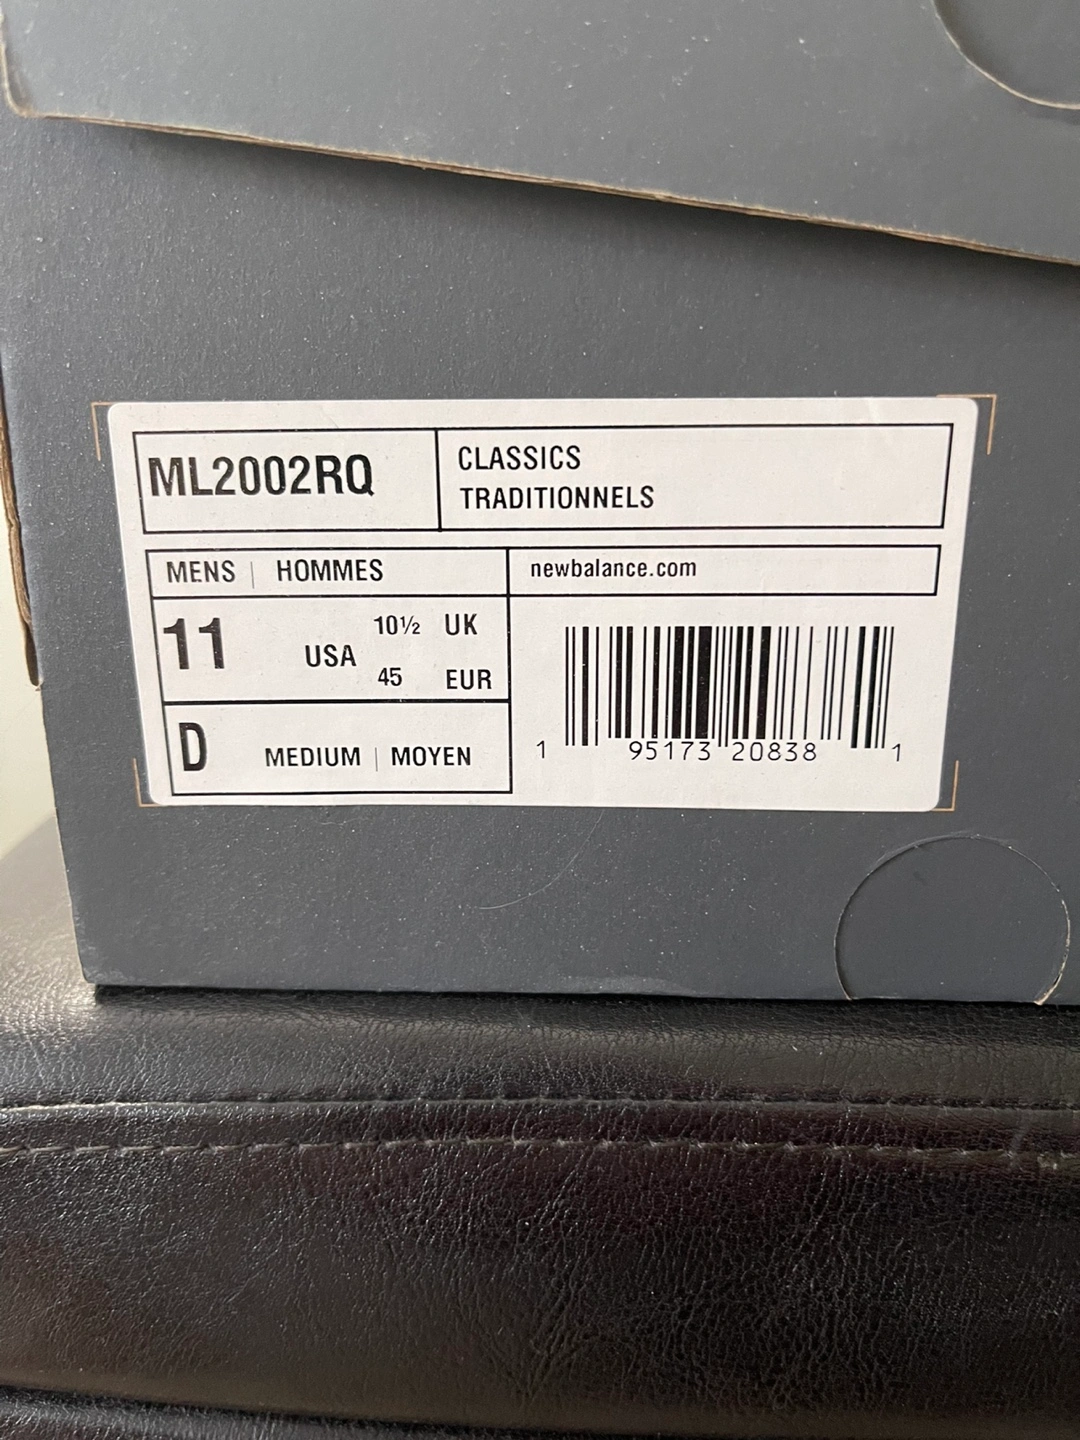 ML2002RQ
CLASSICS
TRADITIONNELS
MENS | HOMMES
newbalance.com
11 USA
10½ UK
45 EUR
D MEDIUM | MOYEN
1 95173 20838 1